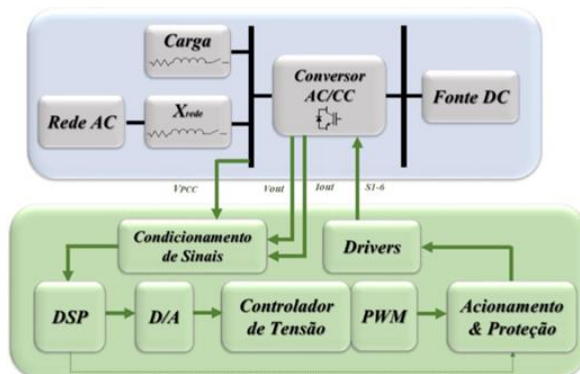 Carga
Conversor
AC/CC
Fonte DC
Rede AC
Xrede
VPCC
Vout
Iout
S1-6
Condicionamento
de Sinais
Drivers
DSP
D/A
Controlador
de Tensão
PWM
Acionamento
& Proteção